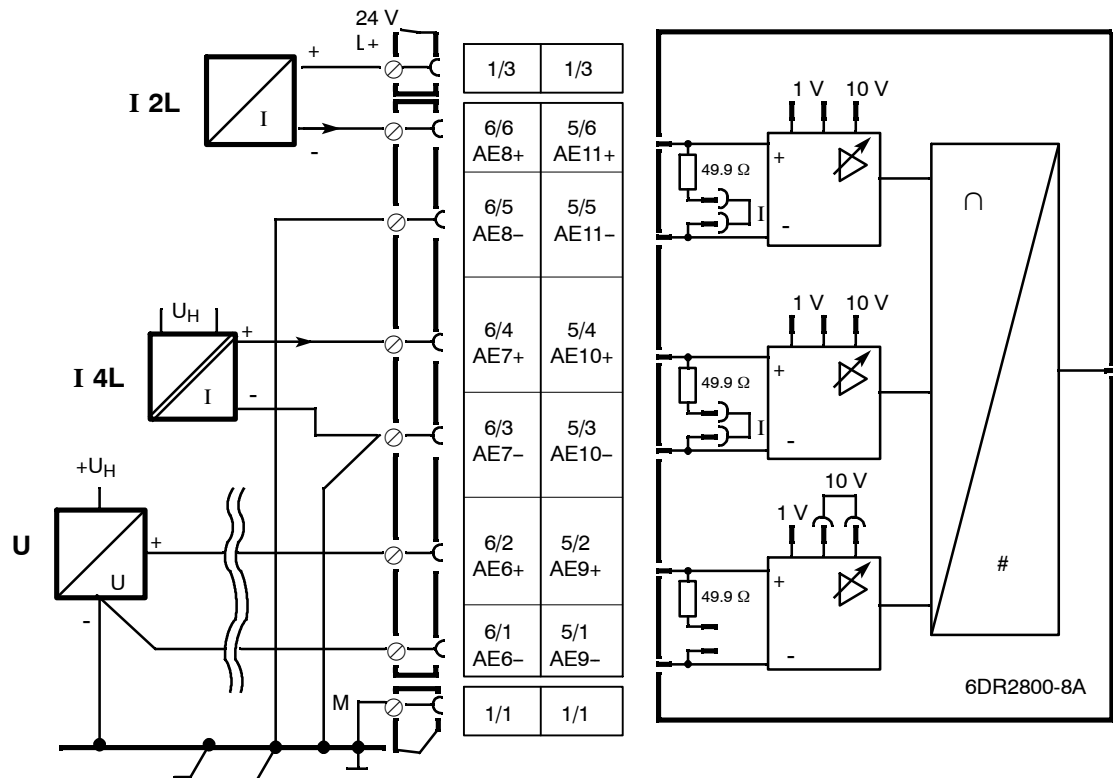 24 V
L+
I 2L
+
I
-
1/3 1/3
6/6 5/6
AE8+ AE11+
6/5 5/5
AE8− AE11−
UH
I 4L
+
I
-
6/4 5/4
AE7+ AE10+
6/3 5/3
AE7− AE10−
+UH
U
+
U
-
6/2 5/2
AE6+ AE9+
6/1 5/1
AE6− AE9−
M
1/1 1/1
1 V 10 V
+
49.9 Ω
I
-
1 V 10 V
+
49.9 Ω
I
-
10 V
1 V
+
49.9 Ω
-
∩
#
6DR2800-8A